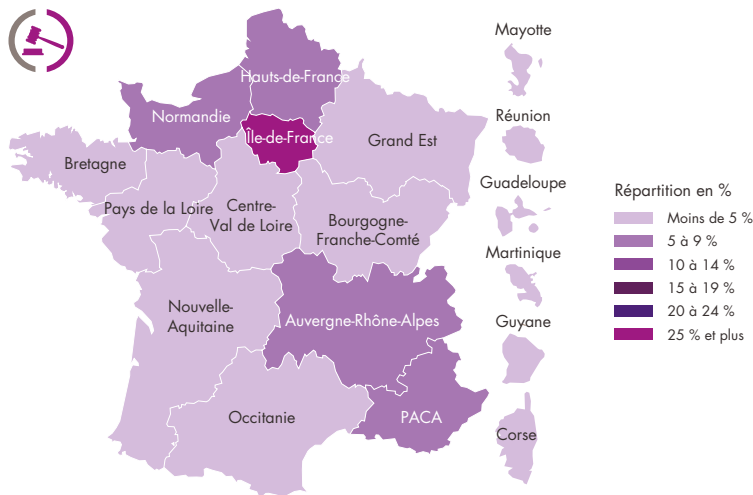 Mayotte
Hauts-de-France
Normandie
Réunion
Île-de-France
Grand Est
Bretagne
Guadeloupe
Répartition en %
Pays de la Loire
Centre-
Val de Loire
Bourgogne-
Franche-Comté
Moins de 5 %
5 à 9 %
10 à 14 %
15 à 19 %
20 à 24 %
25 % et plus
Martinique
Nouvelle-
Aquitaine
Auvergne-Rhône-Alpes
Guyane
Occitanie
PACA
Corse